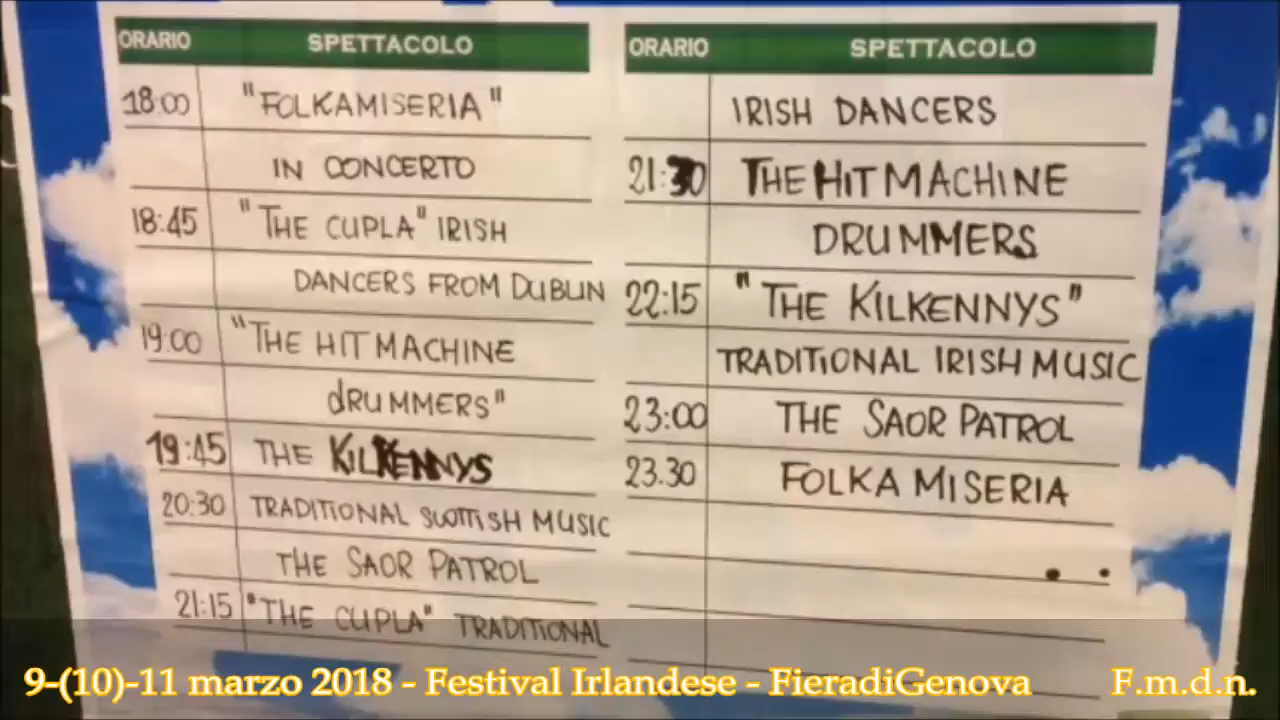 ORARIO SPETTACOLO
18:00 "FOLKAMISERIA"
IN CONCERTO
18:45 "THE CUPLA" IRISH
DANCERS FROM DUBLIN
19:00 "THE HIT MACHINE
dRUMMERS"
19:45 THE KILKENNYS
20:30 TRADITIONAL SCOTTISH MUSIC
THE SAOR PATROL
21:15 "THE CUPLA" TRADITIONAL
ORARIO SPETTACOLO
IRISH DANCERS
21:30 THE HIT MACHINE
DRUMMERS
22:15 "THE KILKENNYS"
TRADITIONAL IRISH MUSIC
23:00 THE SAOR PATROL
23.30 FOLKA MISERIA
9-(10)-11 marzo 2018 - Festival Irlandese - FieradiGenova F.m.d.n.